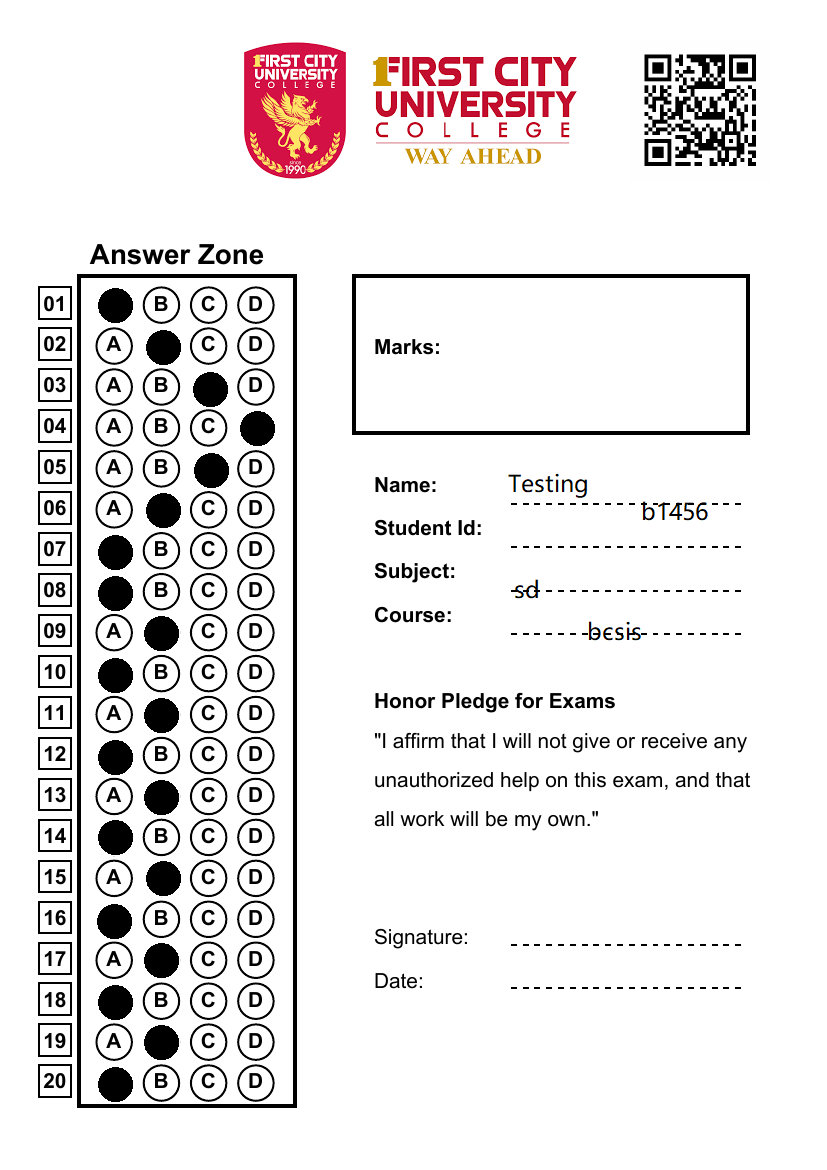 1FIRST CITY
UNIVERSITY
COLLEGE
since
1990
1FIRST CITY
UNIVERSITY
COLLEGE
WAY AHEAD
Answer Zone
01 B C D
02 A C D
03 A B D
04 A B C
05 A B D
06 A C D
07 B C D
08 B C D
09 A C D
10 B C D
11 A C D
12 B C D
13 A C D
14 B C D
15 A C D
16 B C D
17 A C D
18 B C D
19 A C D
20 B C D
Marks:
Name: Testing
Student Id: b1456
Subject: sd
Course: bcsis
Honor Pledge for Exams
"I affirm that I will not give or receive any
unauthorized help on this exam, and that
all work will be my own."
Signature:
Date: